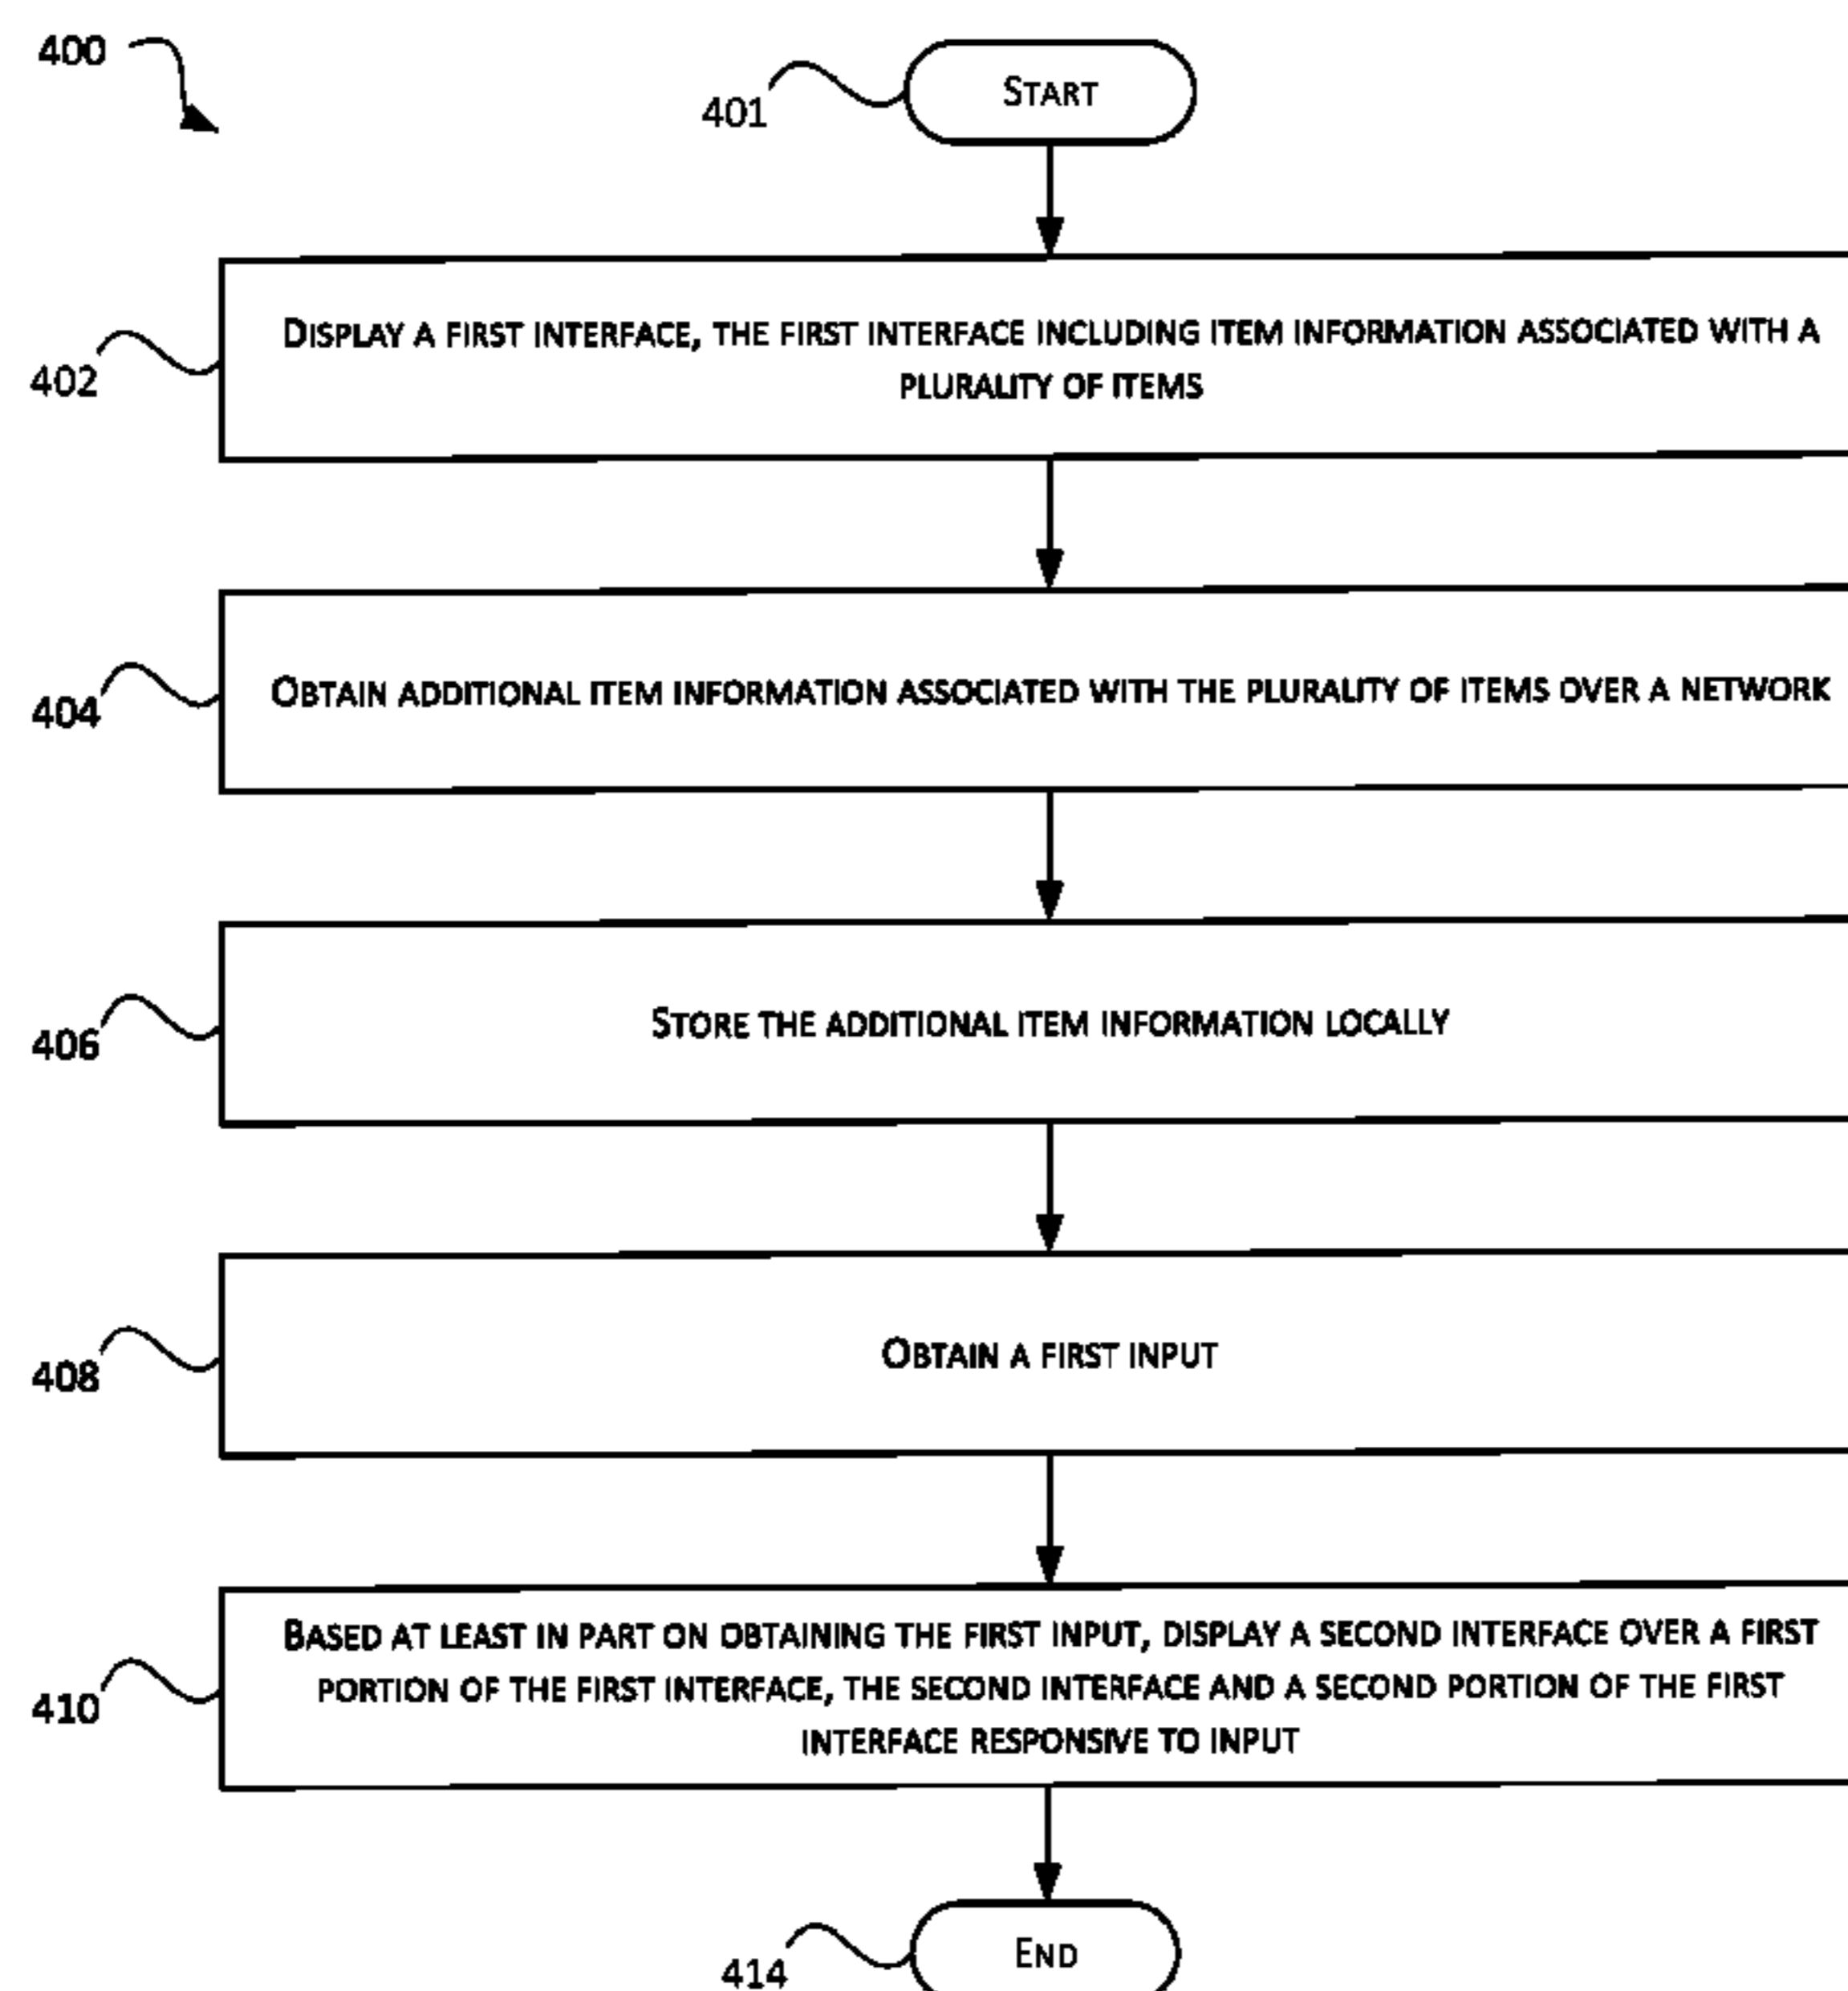 400
401
START
DISPLAY A FIRST INTERFACE, THE FIRST INTERFACE INCLUDING ITEM INFORMATION ASSOCIATED WITH A
PLURALITY OF ITEMS
402
OBTAIN ADDITIONAL ITEM INFORMATION ASSOCIATED WITH THE PLURALITY OF ITEMS OVER A NETWORK
404
STORE THE ADDITIONAL ITEM INFORMATION LOCALLY
406
OBTAIN A FIRST INPUT
408
BASED AT LEAST IN PART ON OBTAINING THE FIRST INPUT, DISPLAY A SECOND INTERFACE OVER A FIRST
PORTION OF THE FIRST INTERFACE, THE SECOND INTERFACE AND A SECOND PORTION OF THE FIRST
INTERFACE RESPONSIVE TO INPUT
410
END
414